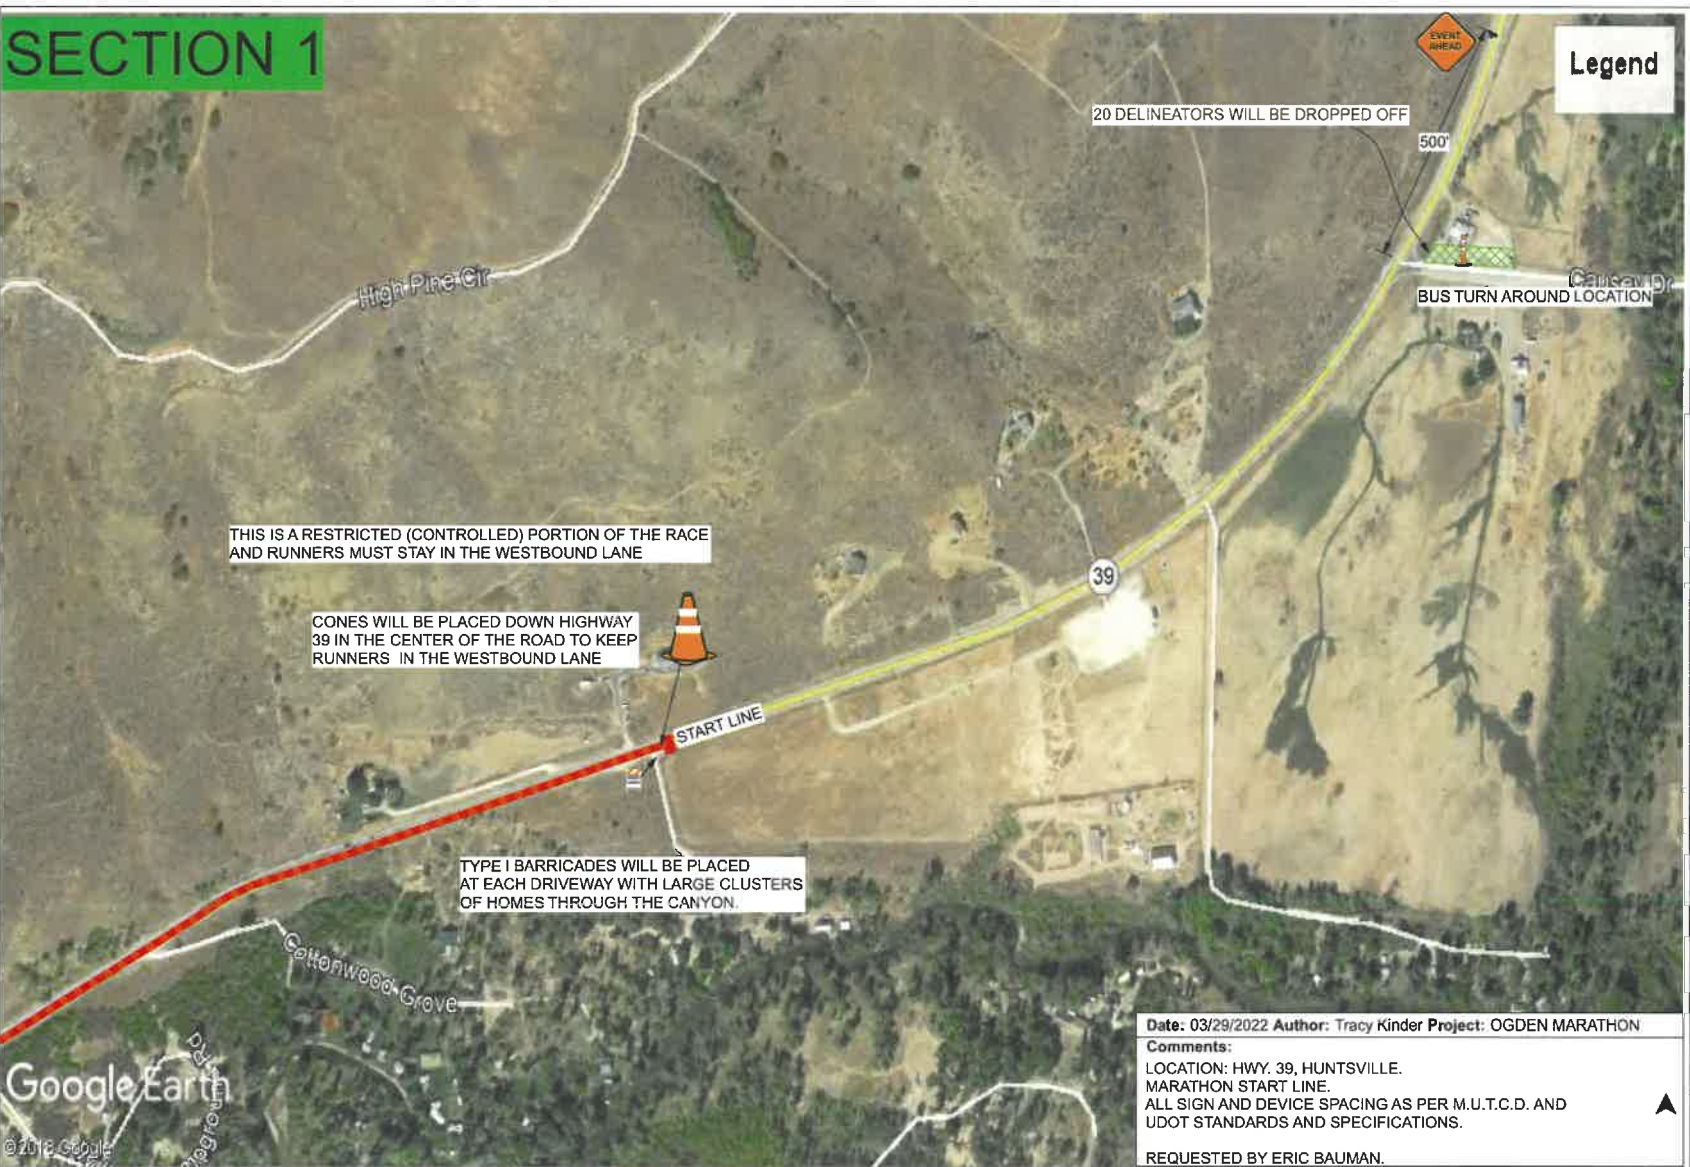 SECTION 1
EVENT
AHEAD
Legend
20 DELINEATORS WILL BE DROPPED OFF
500'
High Pine Cir
Causey Dr
BUS TURN AROUND LOCATION
THIS IS A RESTRICTED (CONTROLLED) PORTION OF THE RACE
AND RUNNERS MUST STAY IN THE WESTBOUND LANE
39
CONES WILL BE PLACED DOWN HIGHWAY
39 IN THE CENTER OF THE ROAD TO KEEP
RUNNERS IN THE WESTBOUND LANE
START LINE
TYPE I BARRICADES WILL BE PLACED
AT EACH DRIVEWAY WITH LARGE CLUSTERS
OF HOMES THROUGH THE CANYON.
Cottonwood Grove
Date: 03/29/2022 Author: Tracy Kinder Project: OGDEN MARATHON
Comments:
LOCATION: HWY. 39, HUNTSVILLE.
MARATHON START LINE.
ALL SIGN AND DEVICE SPACING AS PER M.U.T.C.D. AND
UDOT STANDARDS AND SPECIFICATIONS.
REQUESTED BY ERIC BAUMAN.
Google Earth
©2018 Google